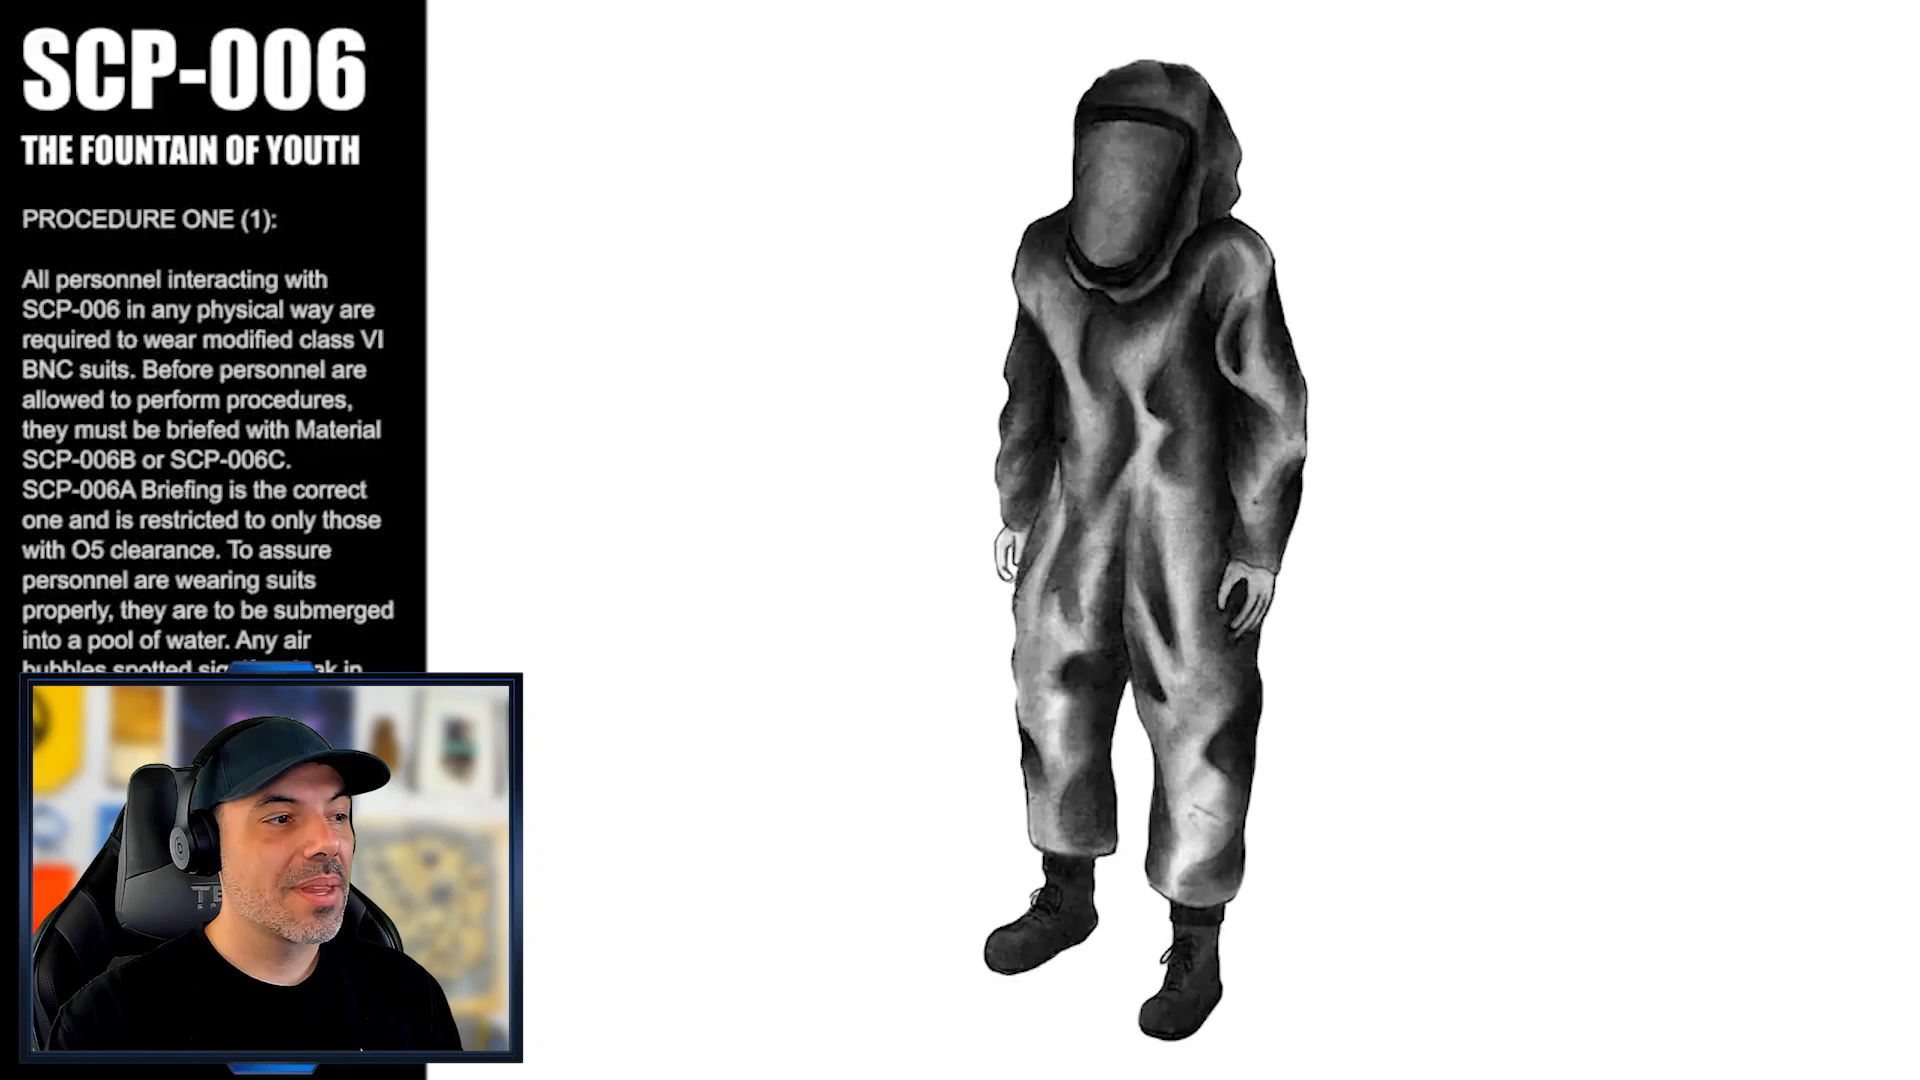 SCP-006
THE FOUNTAIN OF YOUTH
PROCEDURE ONE (1):
All personnel interacting with
SCP-006 in any physical way are
required to wear modified class VI
BNC suits. Before personnel are
allowed to perform procedures,
they must be briefed with Material
SCP-006B or SCP-006C.
SCP-006A Briefing is the correct
one and is restricted to only those
with O5 clearance. To assure
personnel are wearing suits
properly, they are to be submerged
into a pool of water. Any air
bubbles spotted in